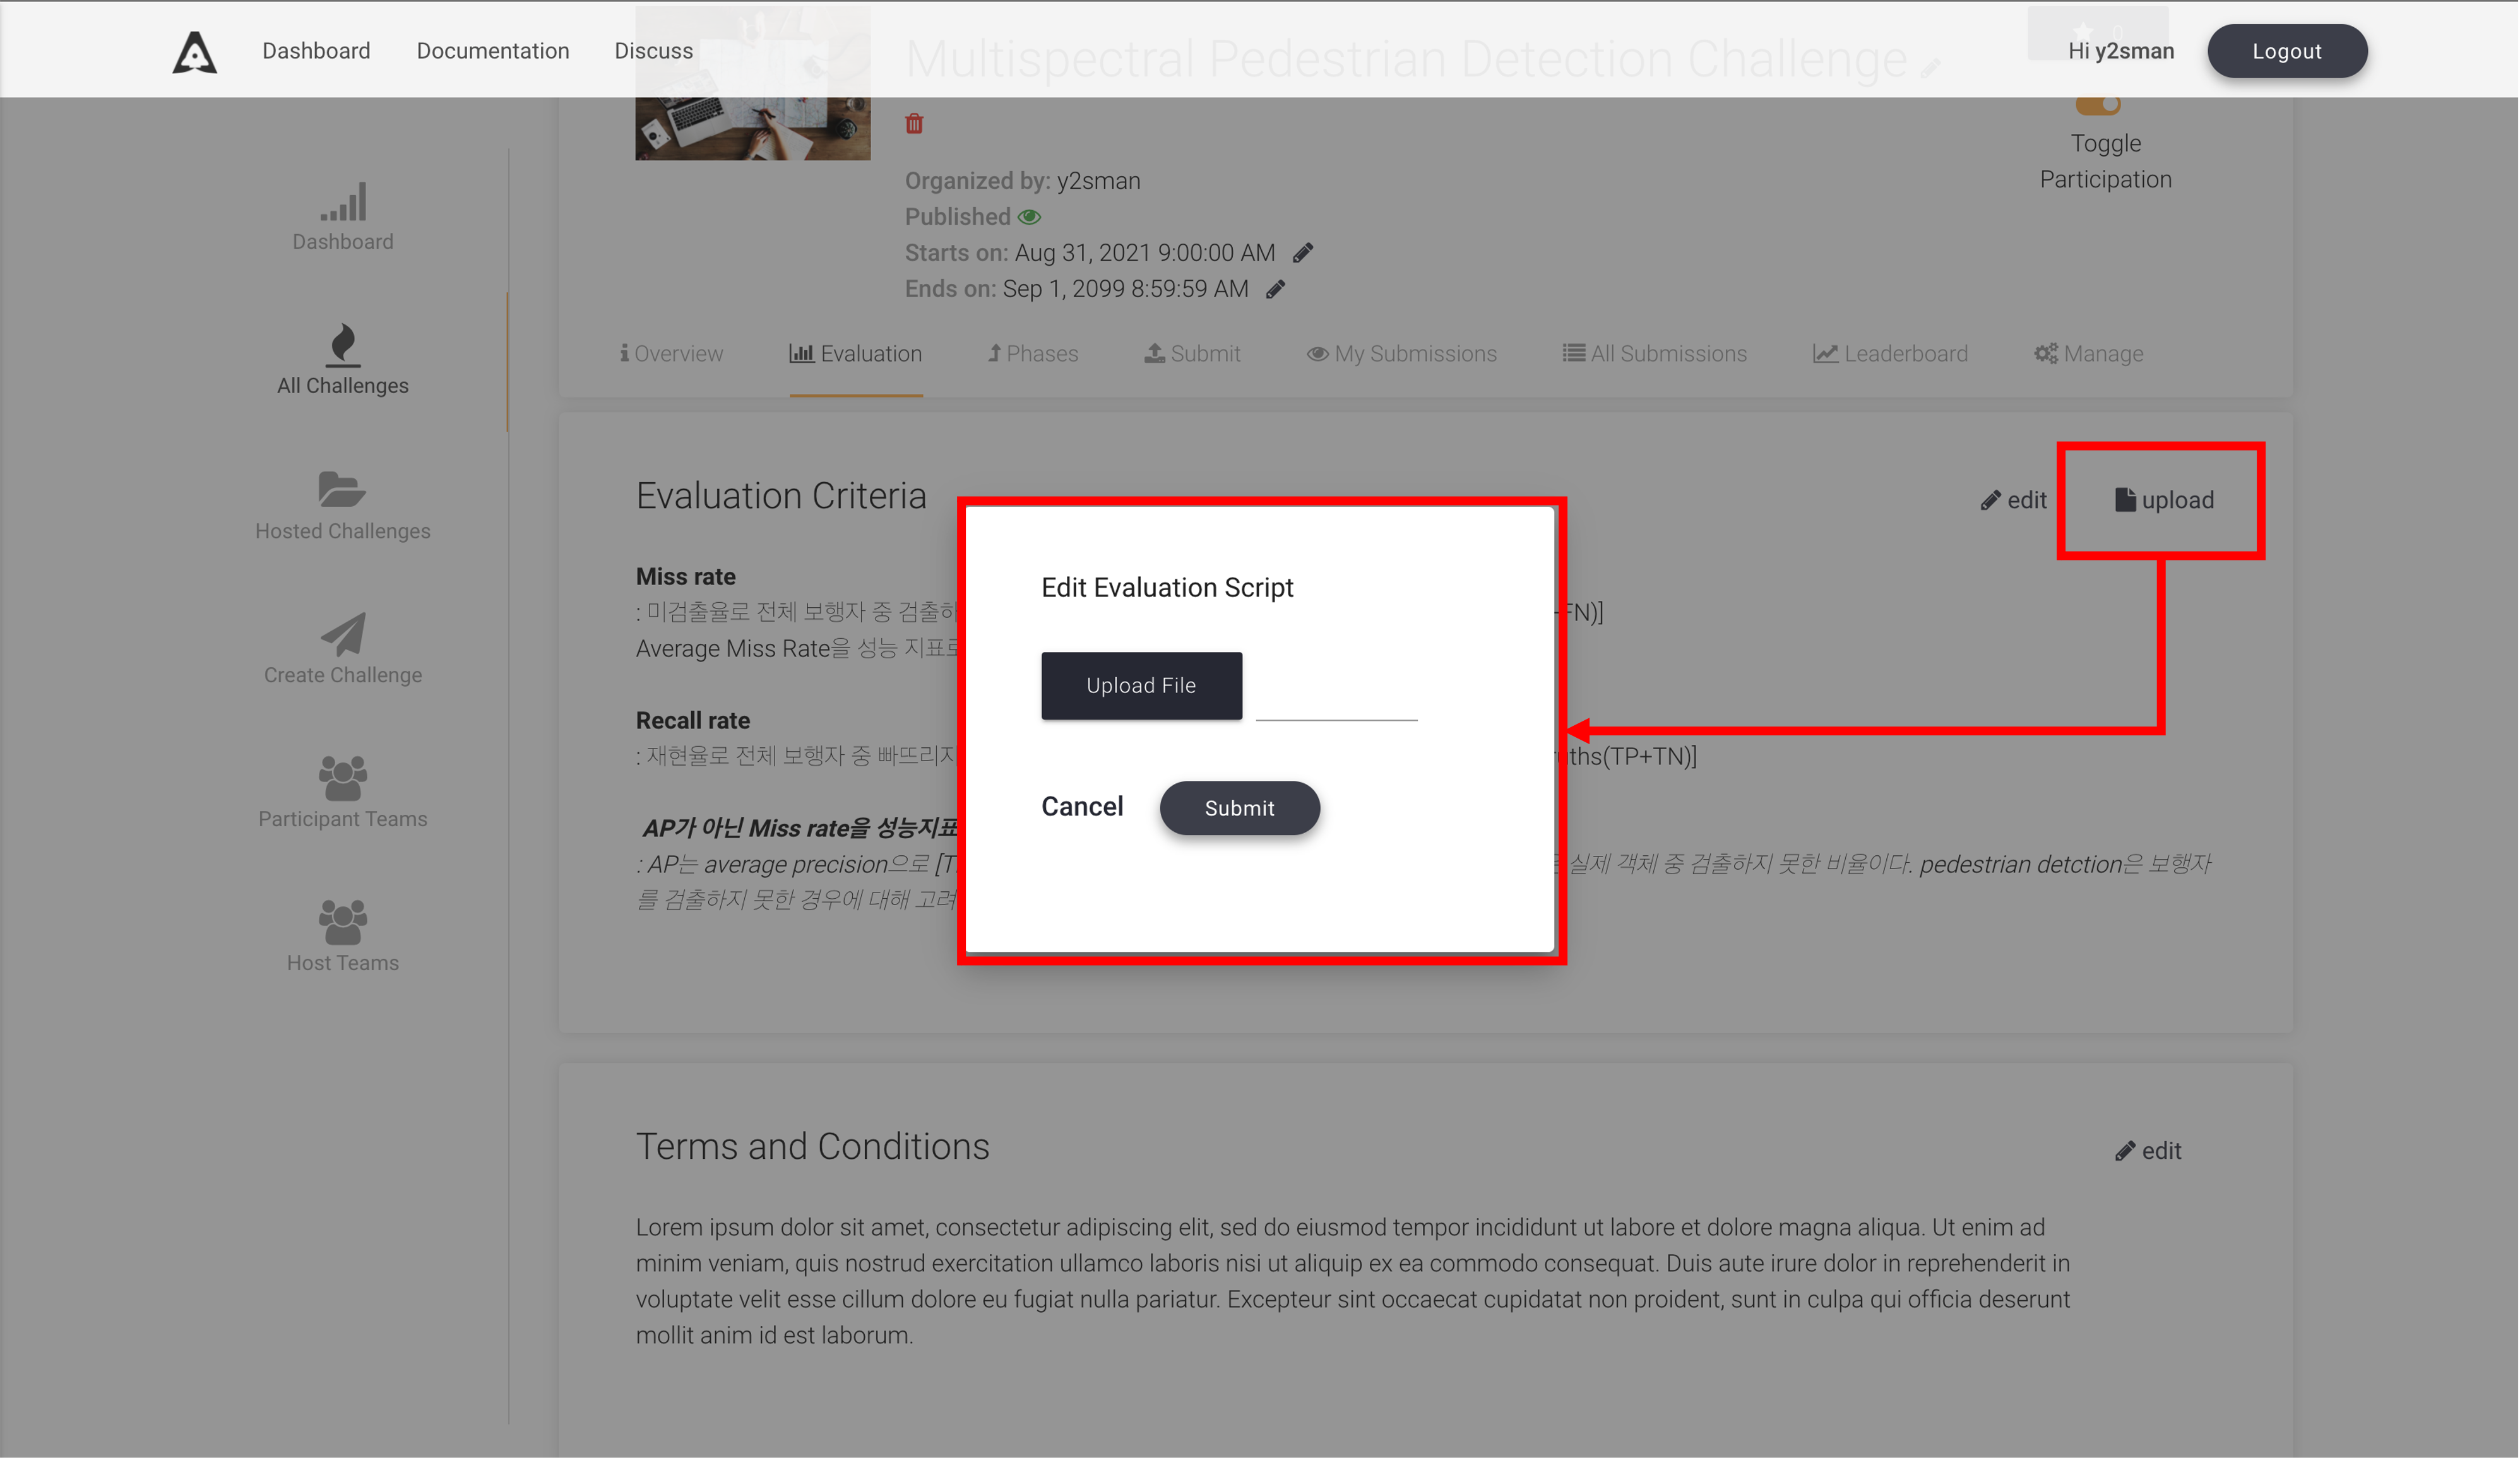 Dashboard Documentation Discuss
Multispectral Pedestrian Detection Challenge
0
Hi y2sman
Logout
Toggle
Participation
Organized by: y2sman
Published
Starts on: Aug 31, 2021 9:00:00 AM
Ends on: Sep 1, 2099 8:59:59 AM
Dashboard
All Challenges
Hosted Challenges
Create Challenge
Participant Teams
Host Teams
Overview Evaluation Phases Submit My Submissions All Submissions Leaderboard Manage
Evaluation Criteria
edit upload
Miss rate
: 미검출율로 전체 보행자 중 검출하 FN)]
Average Miss Rate을 성능 지표로
Recall rate
: 재현율로 전체 보행자 중 빠뜨리지 uths(TP+TN)]
AP가 아닌 Miss rate을 성능지표
: AP는 average precision으로 [T 실제 객체 중 검출하지 못한 비율이다. pedestrian detction은 보행자
를 검출하지 못한 경우에 대해 고려
Edit Evaluation Script
Upload File
Cancel Submit
Terms and Conditions
edit
Lorem ipsum dolor sit amet, consectetur adipiscing elit, sed do eiusmod tempor incididunt ut labore et dolore magna aliqua. Ut enim ad
minim veniam, quis nostrud exercitation ullamco laboris nisi ut aliquip ex ea commodo consequat. Duis aute irure dolor in reprehenderit in
voluptate velit esse cillum dolore eu fugiat nulla pariatur. Excepteur sint occaecat cupidatat non proident, sunt in culpa qui officia deserunt
mollit anim id est laborum.